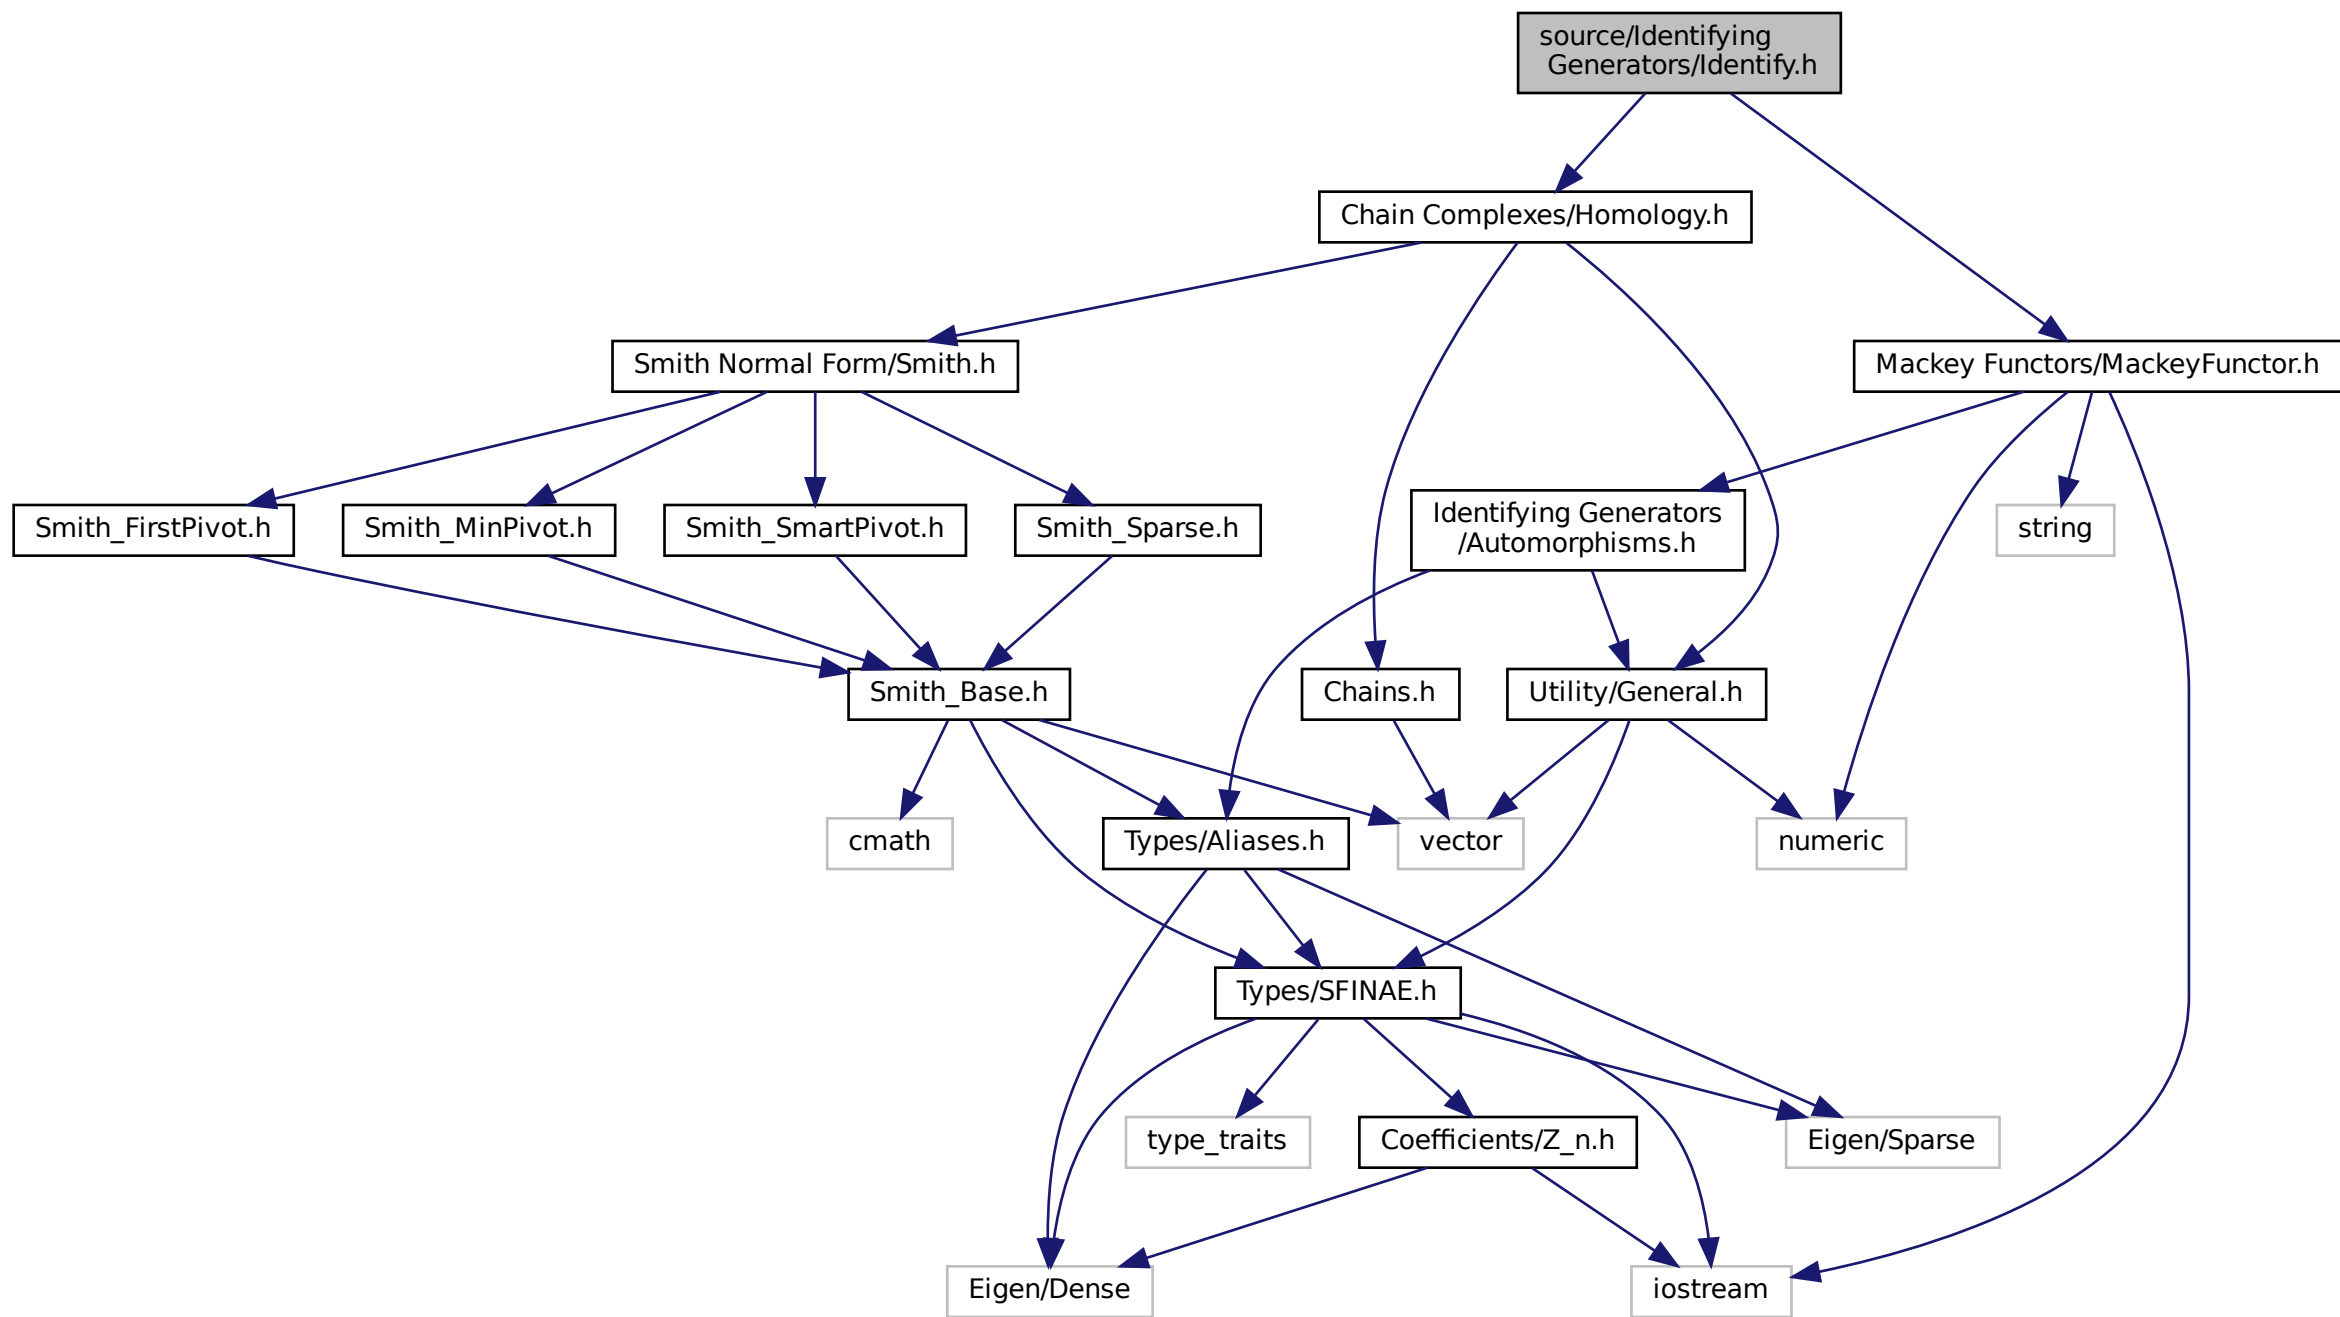 source/Identifying
Generators/Identify.h
Chain Complexes/Homology.h
Smith Normal Form/Smith.h
Mackey Functors/MackeyFunctor.h
Smith_FirstPivot.h
Smith_MinPivot.h
Smith_SmartPivot.h
Smith_Sparse.h
Identifying Generators
/Automorphisms.h
string
Smith_Base.h
Chains.h
Utility/General.h
cmath
Types/Aliases.h
vector
numeric
Types/SFINAE.h
type_traits
Coefficients/Z_n.h
Eigen/Sparse
Eigen/Dense
iostream